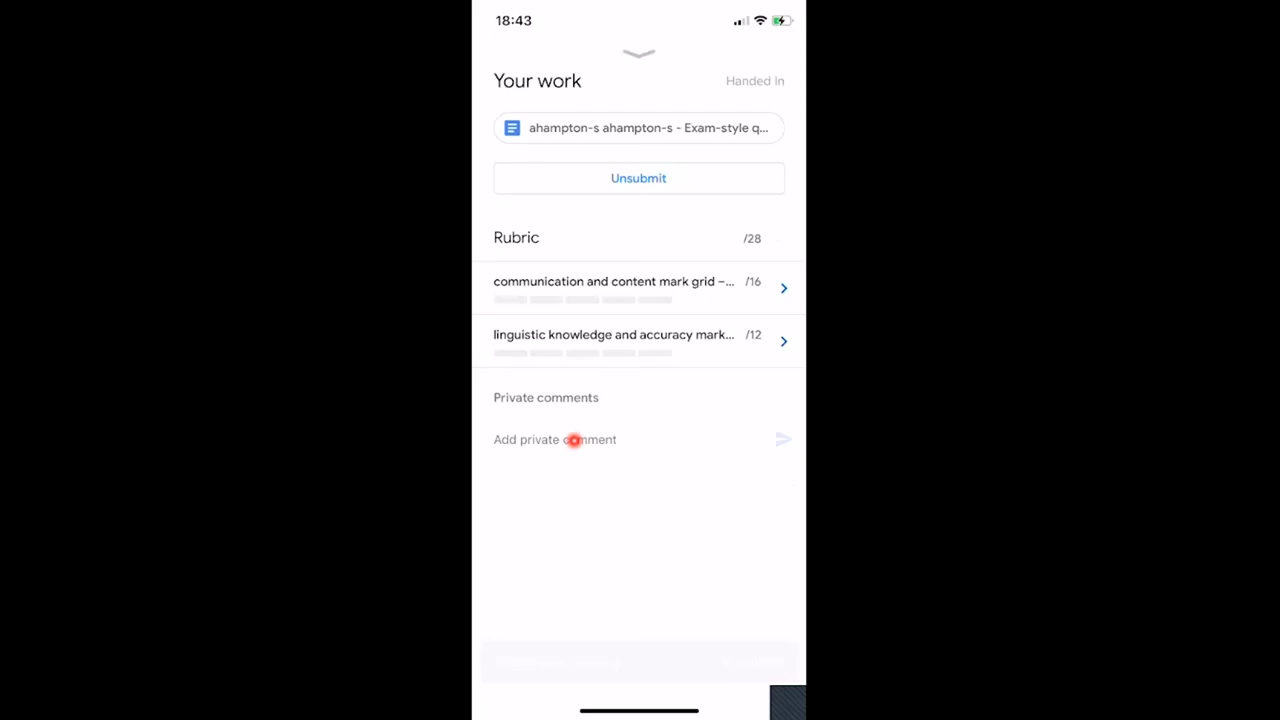 18:43
Your work
Handed In
ahampton-s ahampton-s - Exam-style q...
Unsubmit
Rubric
/28
communication and content mark grid –... /16
linguistic knowledge and accuracy mark... /12
Private comments
Add private comment